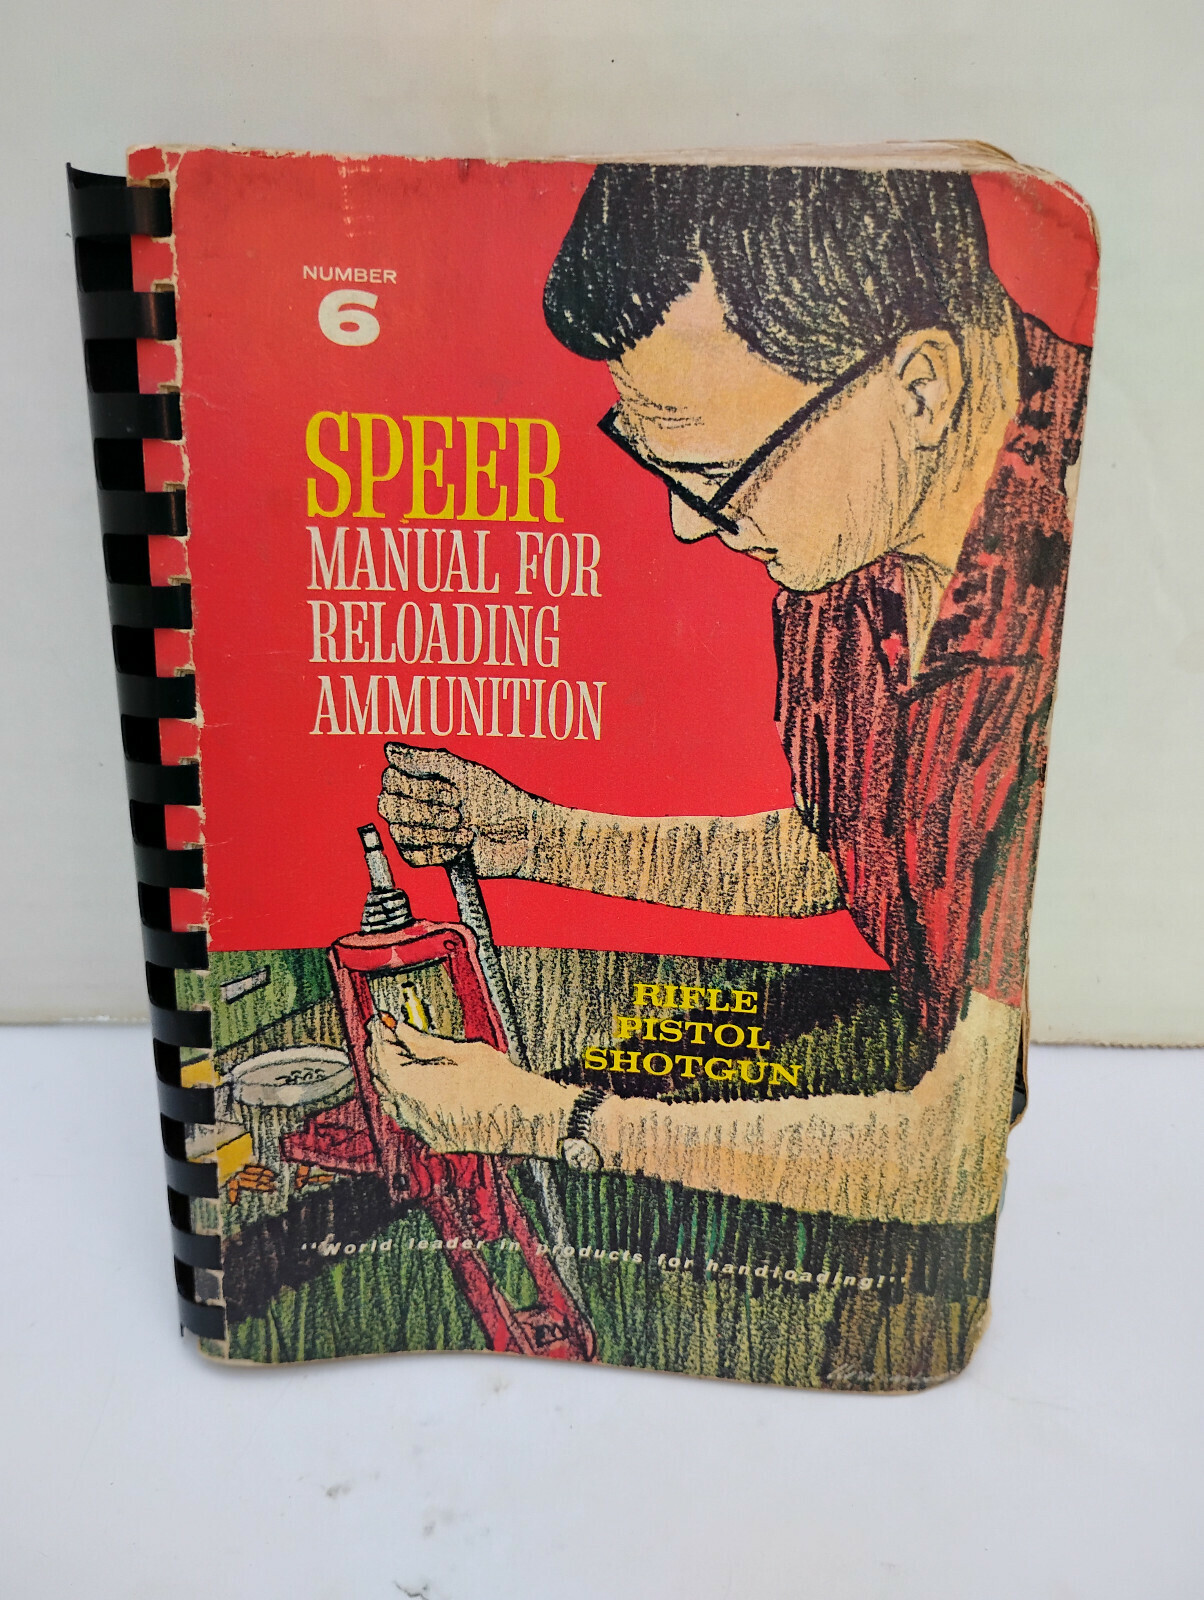 NUMBER
6
SPEER
MANUAL FOR
RELOADING
AMMUNITION
RIFLE
PISTOL
SHOTGUN
"World leader in products for handloading!"